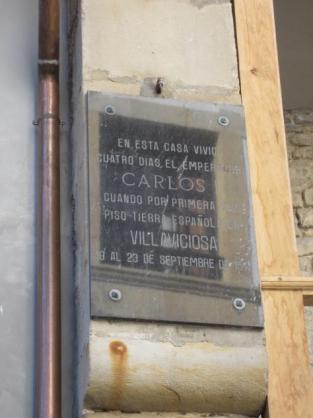 EN ESTA CASA VIVIO
CUATRO DIAS, EL
CARLOS
CUANDO POR PRIMERA
PISO TIERRA ESPAÑOLA
VILLAVICIOSA
AL 23 DE SEPTIEMBRE